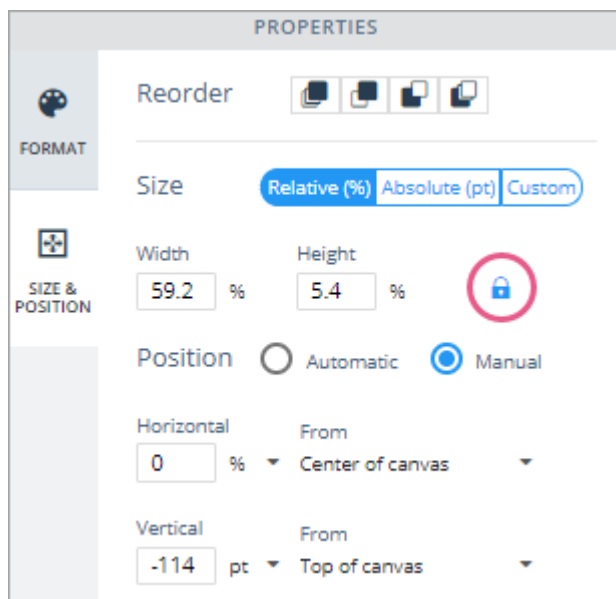 PROPERTIES
FORMAT
SIZE &
POSITION
Reorder
Size Relative (%) Absolute (pt) Custom
Width Height
59.2 % 5.4 %
Position Automatic Manual
Horizontal From
0 % Center of canvas
Vertical From
-114 pt Top of canvas